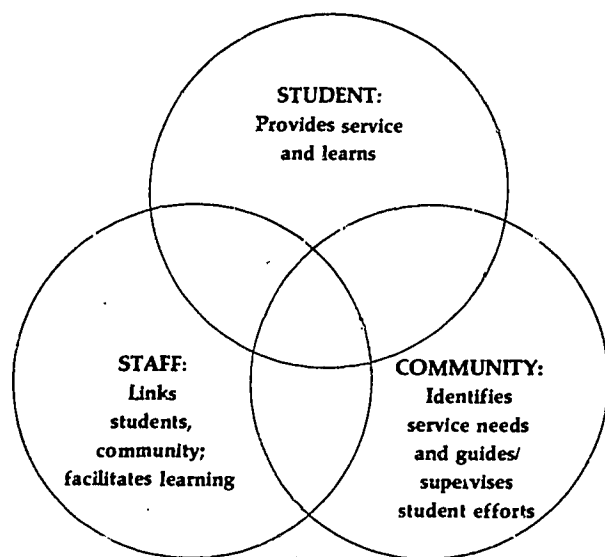 STUDENT:
Provides service
and learns
STAFF:
Links
students,
community;
facilitates learning
COMMUNITY:
Identifies
service needs
and guides/
supervises
student efforts